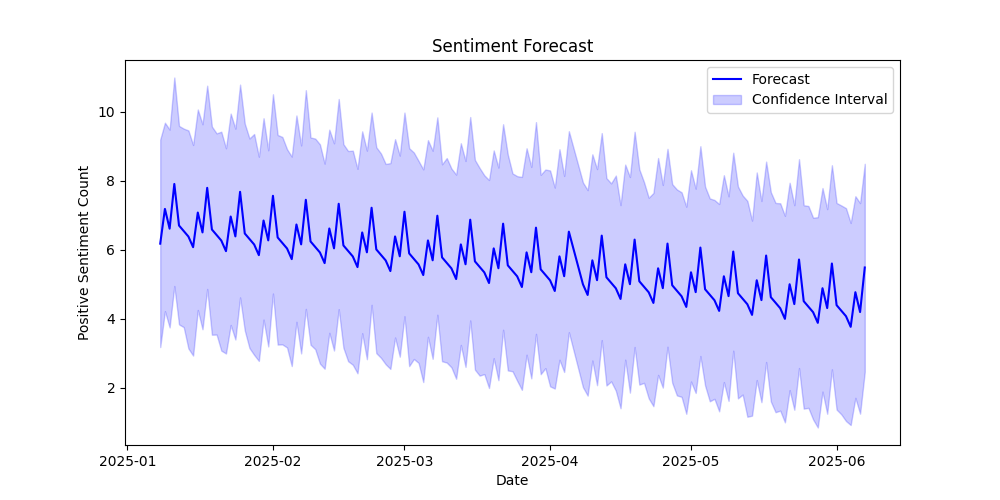 Sentiment Forecast
Forecast
Confidence Interval
Positive Sentiment Count
10
8
6
4
2
2025-01
2025-02
2025-03
2025-04
2025-05
2025-06
Date